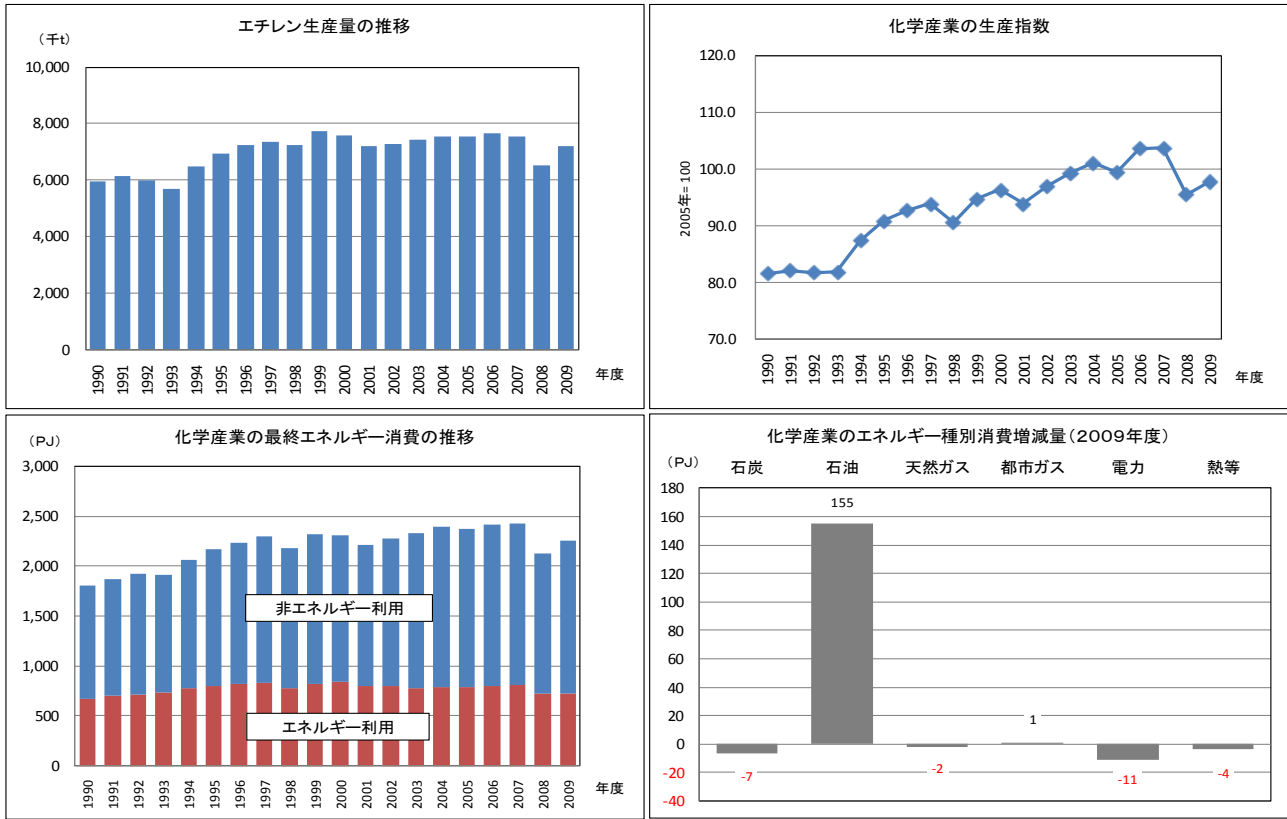 エチレン生産量の推移
(千t)
10,000
8,000
6,000
4,000
2,000
0
1990 1991 1992 1993 1994 1995 1996 1997 1998 1999 2000 2001 2002 2003 2004 2005 2006 2007 2008 2009
年度
化学産業の生産指数
120.0
110.0
100.0
90.0
80.0
70.0
2005年=100
1990 1991 1992 1993 1994 1995 1996 1997 1998 1999 2000 2001 2002 2003 2004 2005 2006 2007 2008 2009
年度
化学産業の最終エネルギー消費の推移
(PJ)
3,000
2,500
2,000
1,500
1,000
500
0
非エネルギー利用
エネルギー利用
1990 1991 1992 1993 1994 1995 1996 1997 1998 1999 2000 2001 2002 2003 2004 2005 2006 2007 2008 2009
年度
化学産業のエネルギー種別消費増減量(2009年度)
(PJ)
石炭 石油 天然ガス 都市ガス 電力 熱等
180
160
140
120
100
80
60
40
20
0
-20
-40
-7 155 -2 1 -11 -4